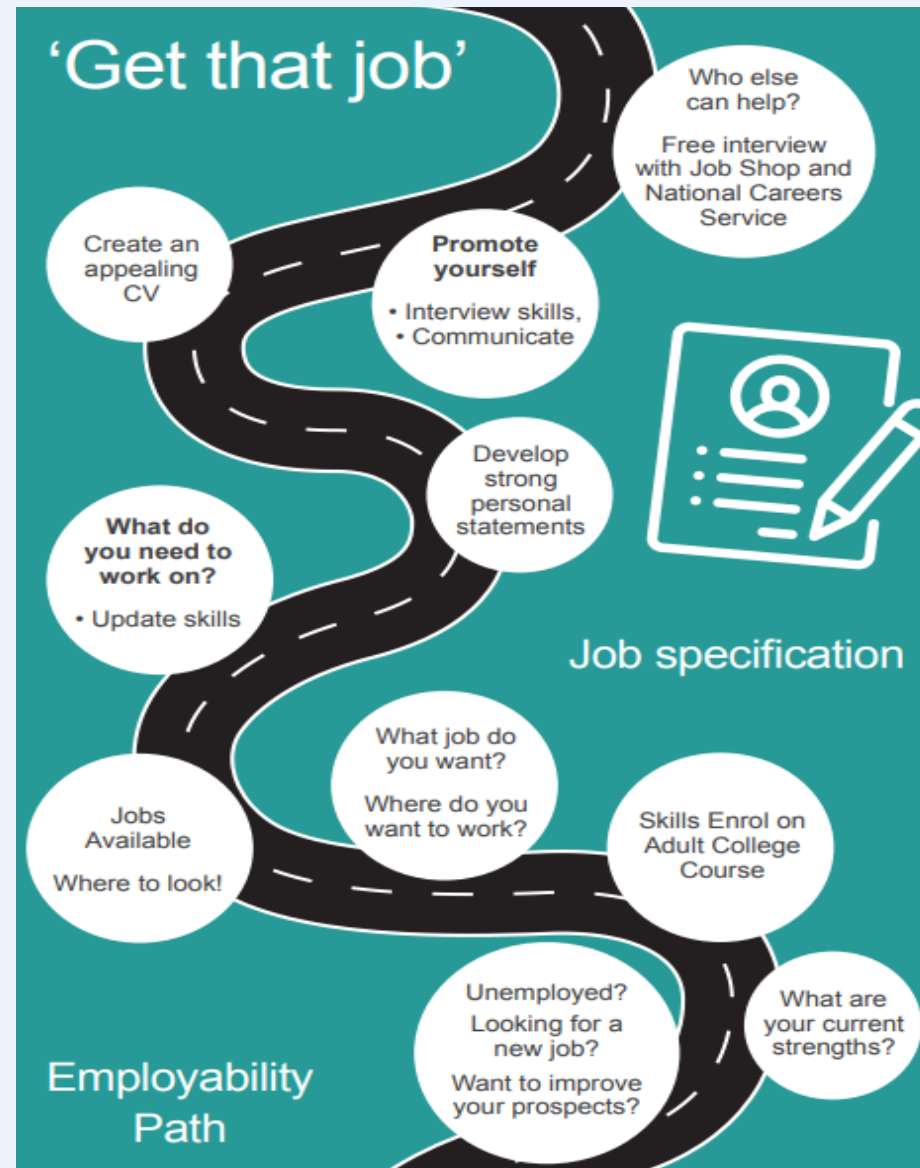 ‘Get that job’
Who else
can help?
Free interview
with Job Shop and
National Careers
Service
Create an
appealing
CV
Promote
yourself
• Interview skills,
• Communicate
Develop
strong
personal
statements
What do
you need to
work on?
• Update skills
Job specification
What job do
you want?
Where do you
want to work?
Jobs
Available
Where to look!
Skills Enrol on
Adult College
Course
Unemployed?
Looking for a
new job?
Want to improve
your prospects?
What are
your current
strengths?
Employability
Path